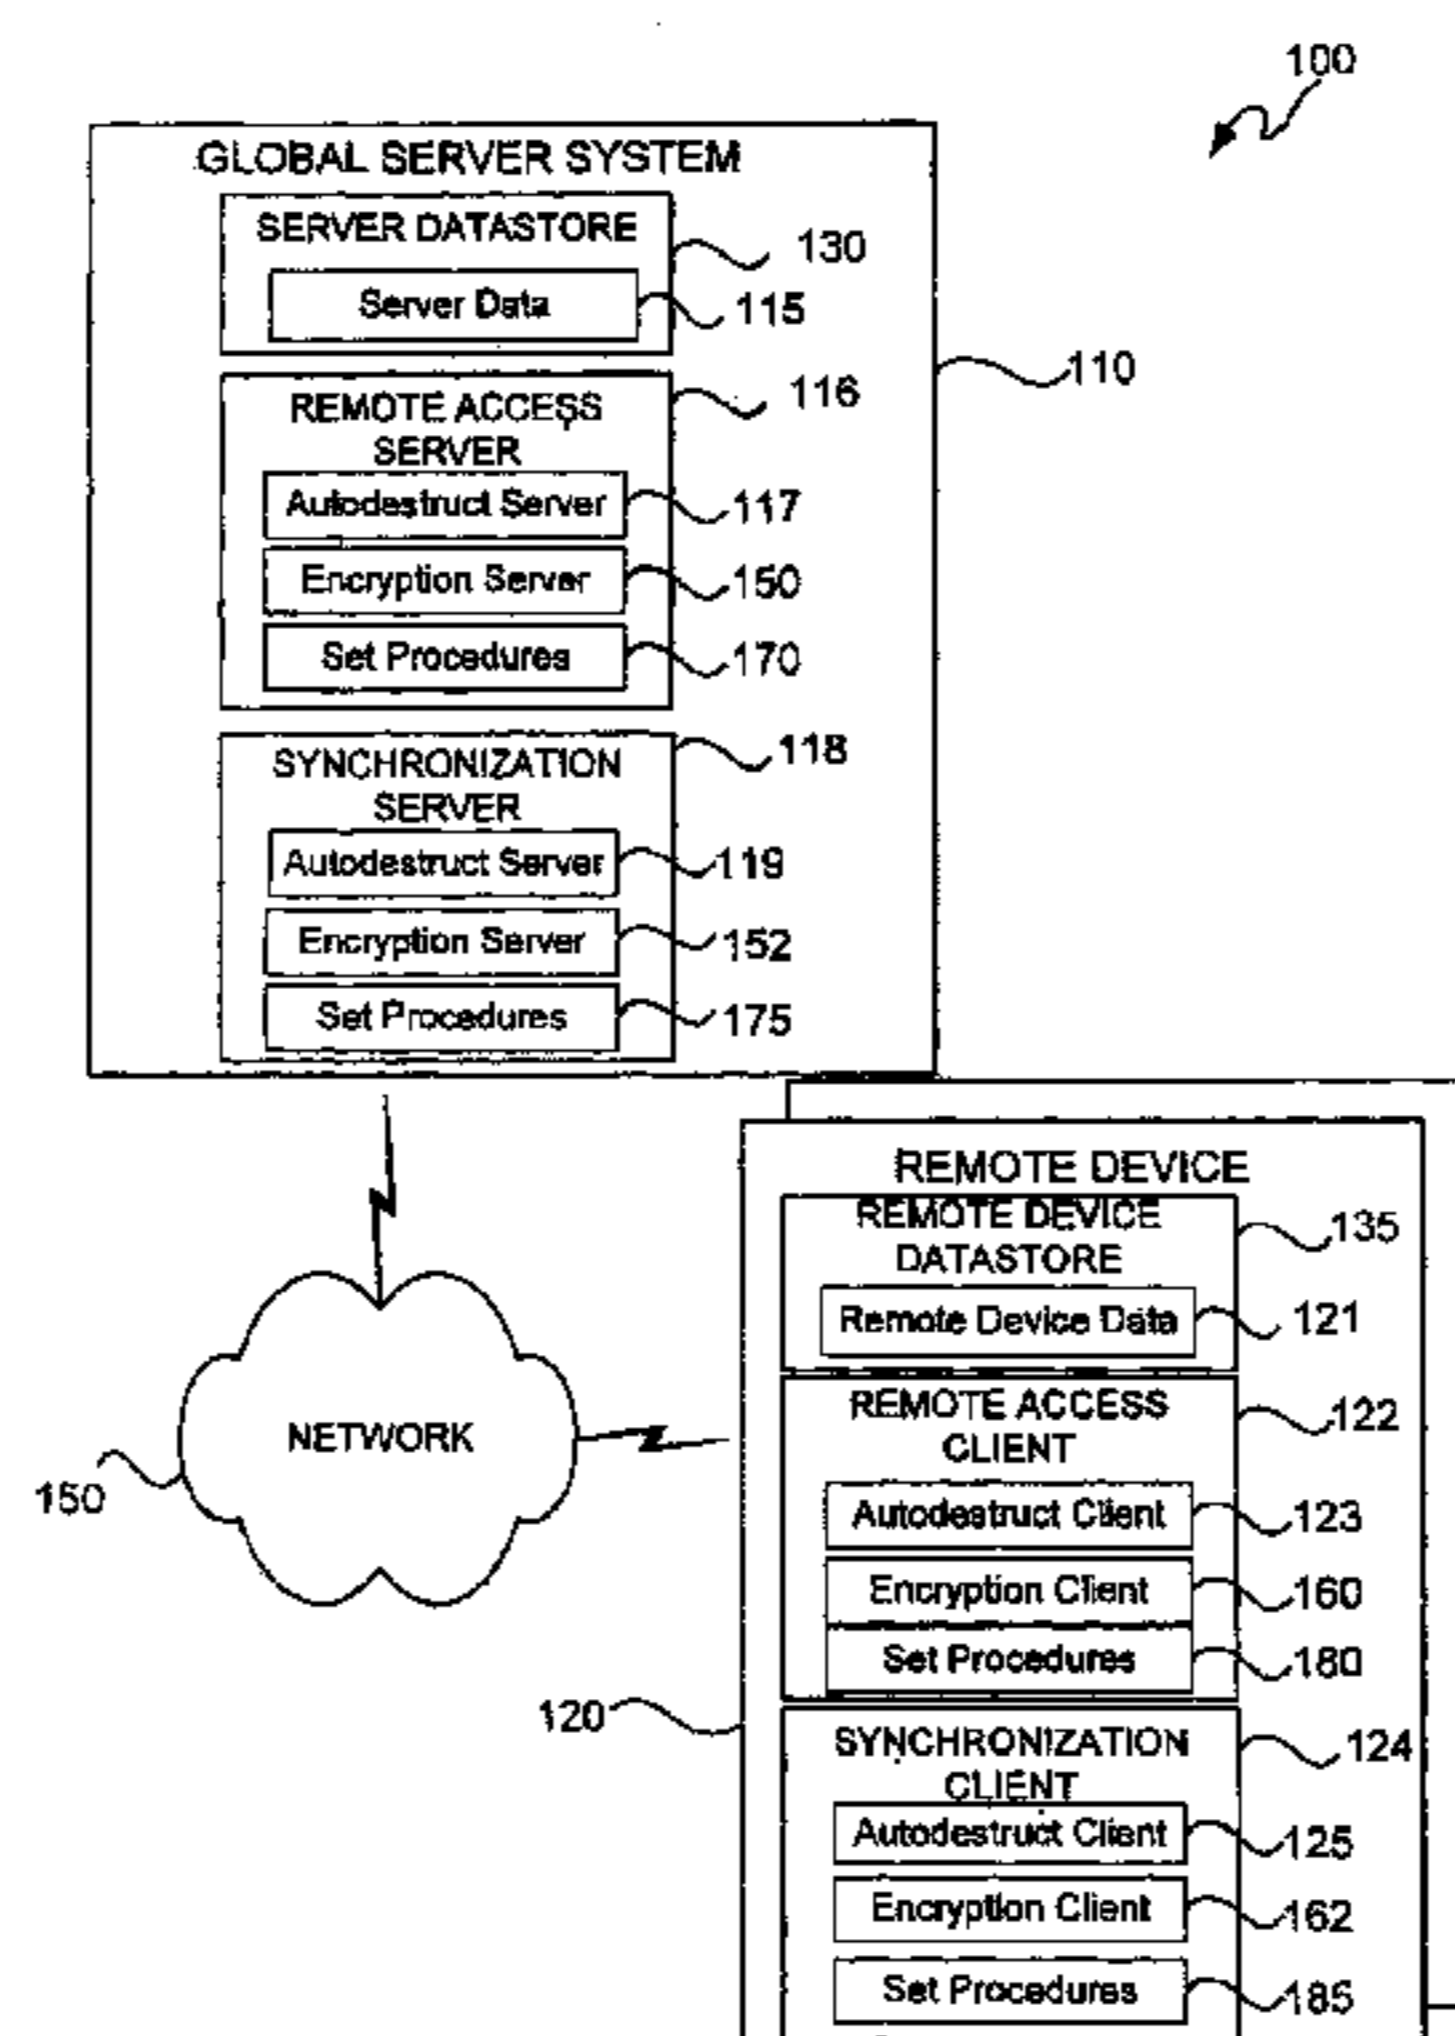 100
GLOBAL SERVER SYSTEM
SERVER DATASTORE
130
Server Data
115
110
REMOTE ACCESS
SERVER
116
Autodestruct Server
117
Encryption Server
150
Set Procedures
170
SYNCHRONIZATION
SERVER
118
Autodestruct Server
119
Encryption Server
152
Set Procedures
175
NETWORK
150
REMOTE DEVICE
REMOTE DEVICE
DATASTORE
135
Remote Device Data
121
REMOTE ACCESS
CLIENT
122
Autodestruct Client
123
Encryption Client
160
Set Procedures
180
120
SYNCHRONIZATION
CLIENT
124
Autodestruct Client
125
Encryption Client
162
Set Procedures
185